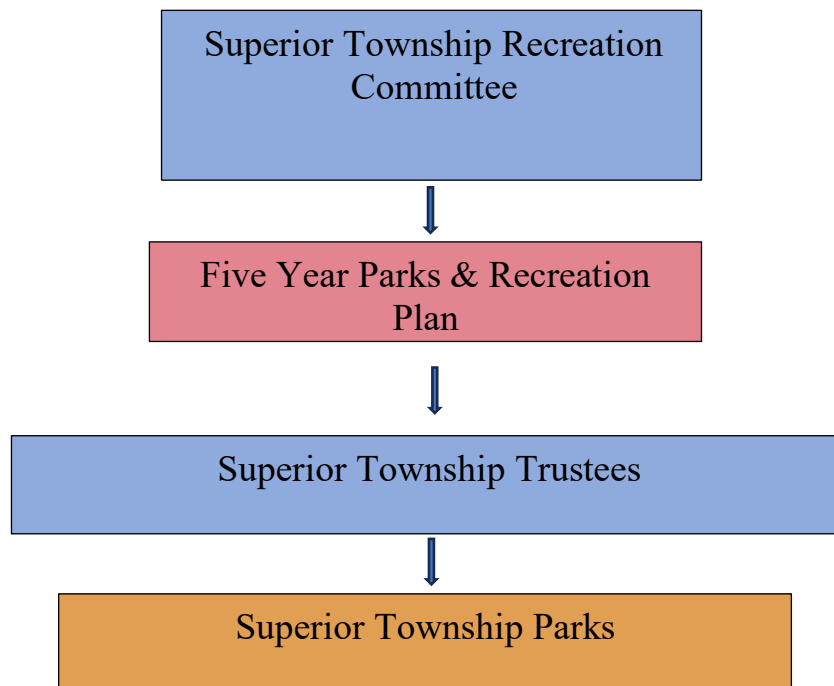 Superior Township Recreation
Committee
Five Year Parks & Recreation
Plan
Superior Township Trustees
Superior Township Parks